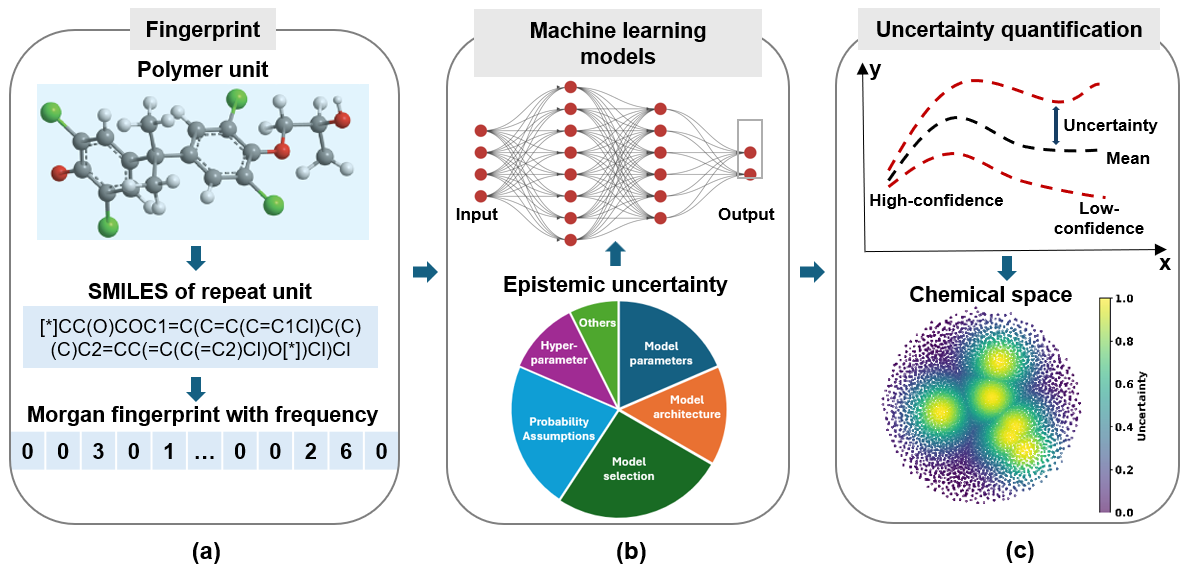 Fingerprint
Polymer unit
SMILES of repeat unit
[*]CC(O)COC1=C(C=C(C=C1Cl)C(C)
(C)C2=CC(=C(C(=C2)Cl)O[*])Cl)Cl
Morgan fingerprint with frequency
0 0 3 0 1 ... 0 0 2 6 0
(a)
Machine learning
models
Input
Output
Epistemic uncertainty
Others
Hyper-
parameter
Model
parameters
Model
architecture
Probability
Assumptions
Model
selection
(b)
Uncertainty quantification
y
Uncertainty
Mean
High-confidence
Low-
confidence
x
Chemical space
1.0
0.8
0.6
0.4
0.2
0.0
Uncertainty
(c)